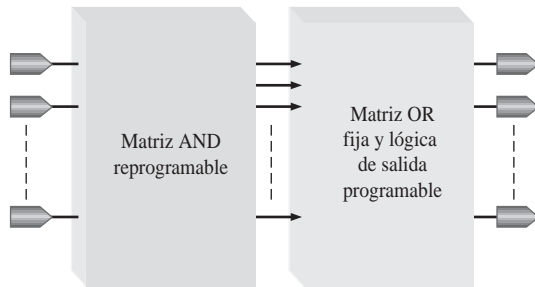 Matriz AND
reprogramable
Matriz OR
fija y lógica
de salida
programable